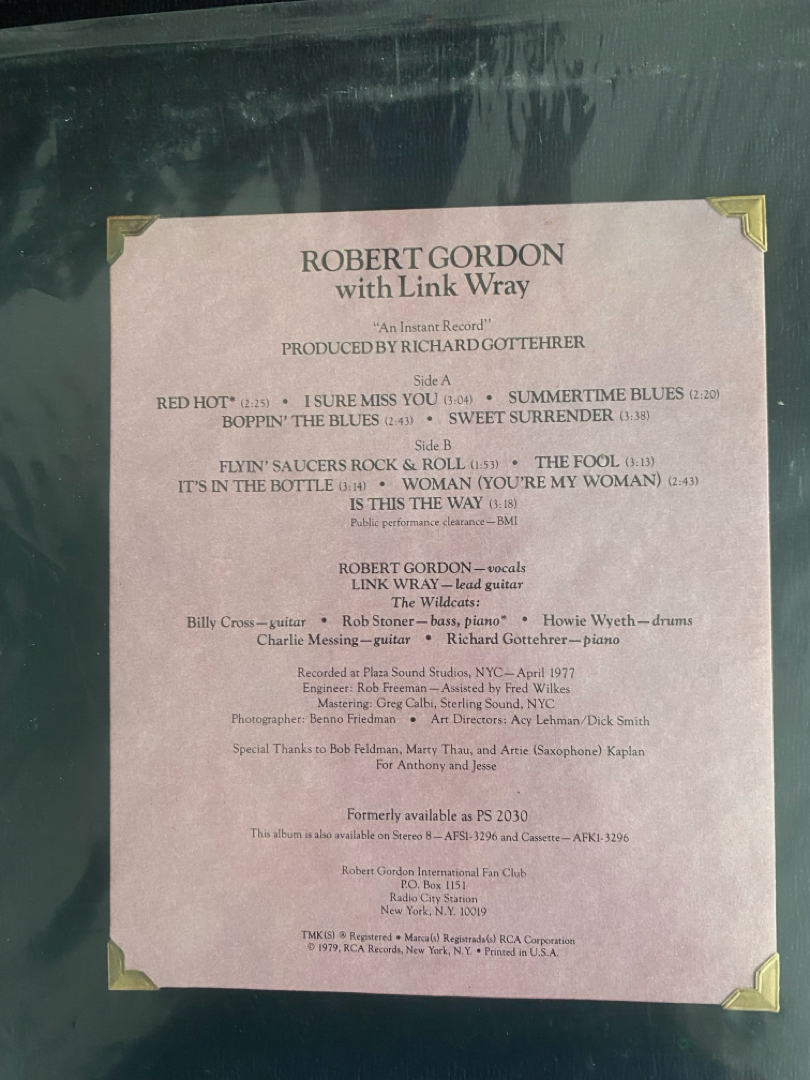 ROBERT GORDON
with Link Wray
“An Instant Record”
PRODUCED BY RICHARD GOTTEHRER
Side A
RED HOT* (2:25) • I SURE MISS YOU (3:04) • SUMMERTIME BLUES (2:20)
BOPPIN’ THE BLUES (2:43) • SWEET SURRENDER (3:38)
Side B
FLYIN’ SAUCERS ROCK & ROLL (1:53) • THE FOOL (3:13)
IT’S IN THE BOTTLE (3:14) • WOMAN (YOU’RE MY WOMAN) (2:43)
IS THIS THE WAY (3:18)
Public performance clearance—BMI
ROBERT GORDON—vocals
LINK WRAY—lead guitar
The Wildcats:
Billy Cross—guitar • Rob Stoner—bass, piano* • Howie Wyeth—drums
Charlie Messing—guitar • Richard Gottehrer—piano
Recorded at Plaza Sound Studios, NYC—April 1977
Engineer: Rob Freeman—Assisted by Fred Wilkes
Mastering: Greg Calbi, Sterling Sound, NYC
Photographer: Benno Friedman • Art Directors: Acy Lehman/Dick Smith
Special Thanks to Bob Feldman, Marty Thau, and Artie (Saxophone) Kaplan
For Anthony and Jesse
Formerly available as PS 2030
This album is also available on Stereo 8—AFS1-3296 and Cassette—AFK1-3296
Robert Gordon International Fan Club
P.O. Box 1151
Radio City Station
New York, N.Y. 10019
TMK(S) ® Registered • Marca(s) Registrada(s) RCA Corporation
© 1979, RCA Records, New York, N.Y. • Printed in U.S.A.